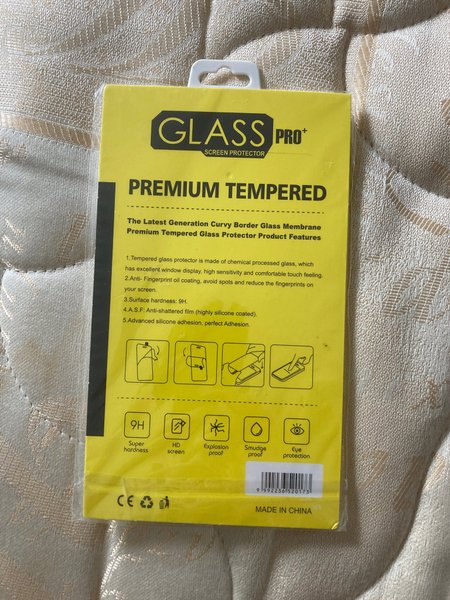 GLASS PRO+
SCREEN PROTECTOR
PREMIUM TEMPERED
The Latest Generation Curvy Border Glass Membrane
Premium Tempered Glass Protector Product Features
1.Tempered glass protector is made of chemical processed glass, which
has excellent window display, high sensitivity and comfortable touch feeling.
2.Anti- Fingerprint oil coating, avoid spots and reduce the fingerprints on
your screen.
3.Surface hardness: 9H.
4.A.S.F: Anti-shattered film (highly silicone coated).
5.Advanced silicone adhesion, perfect Adhesion.
9H
Super
hardness
HD
screen
Explosion
proof
Smudge
proof
Eye
protection
9 992236 520173
CE
MADE IN CHINA